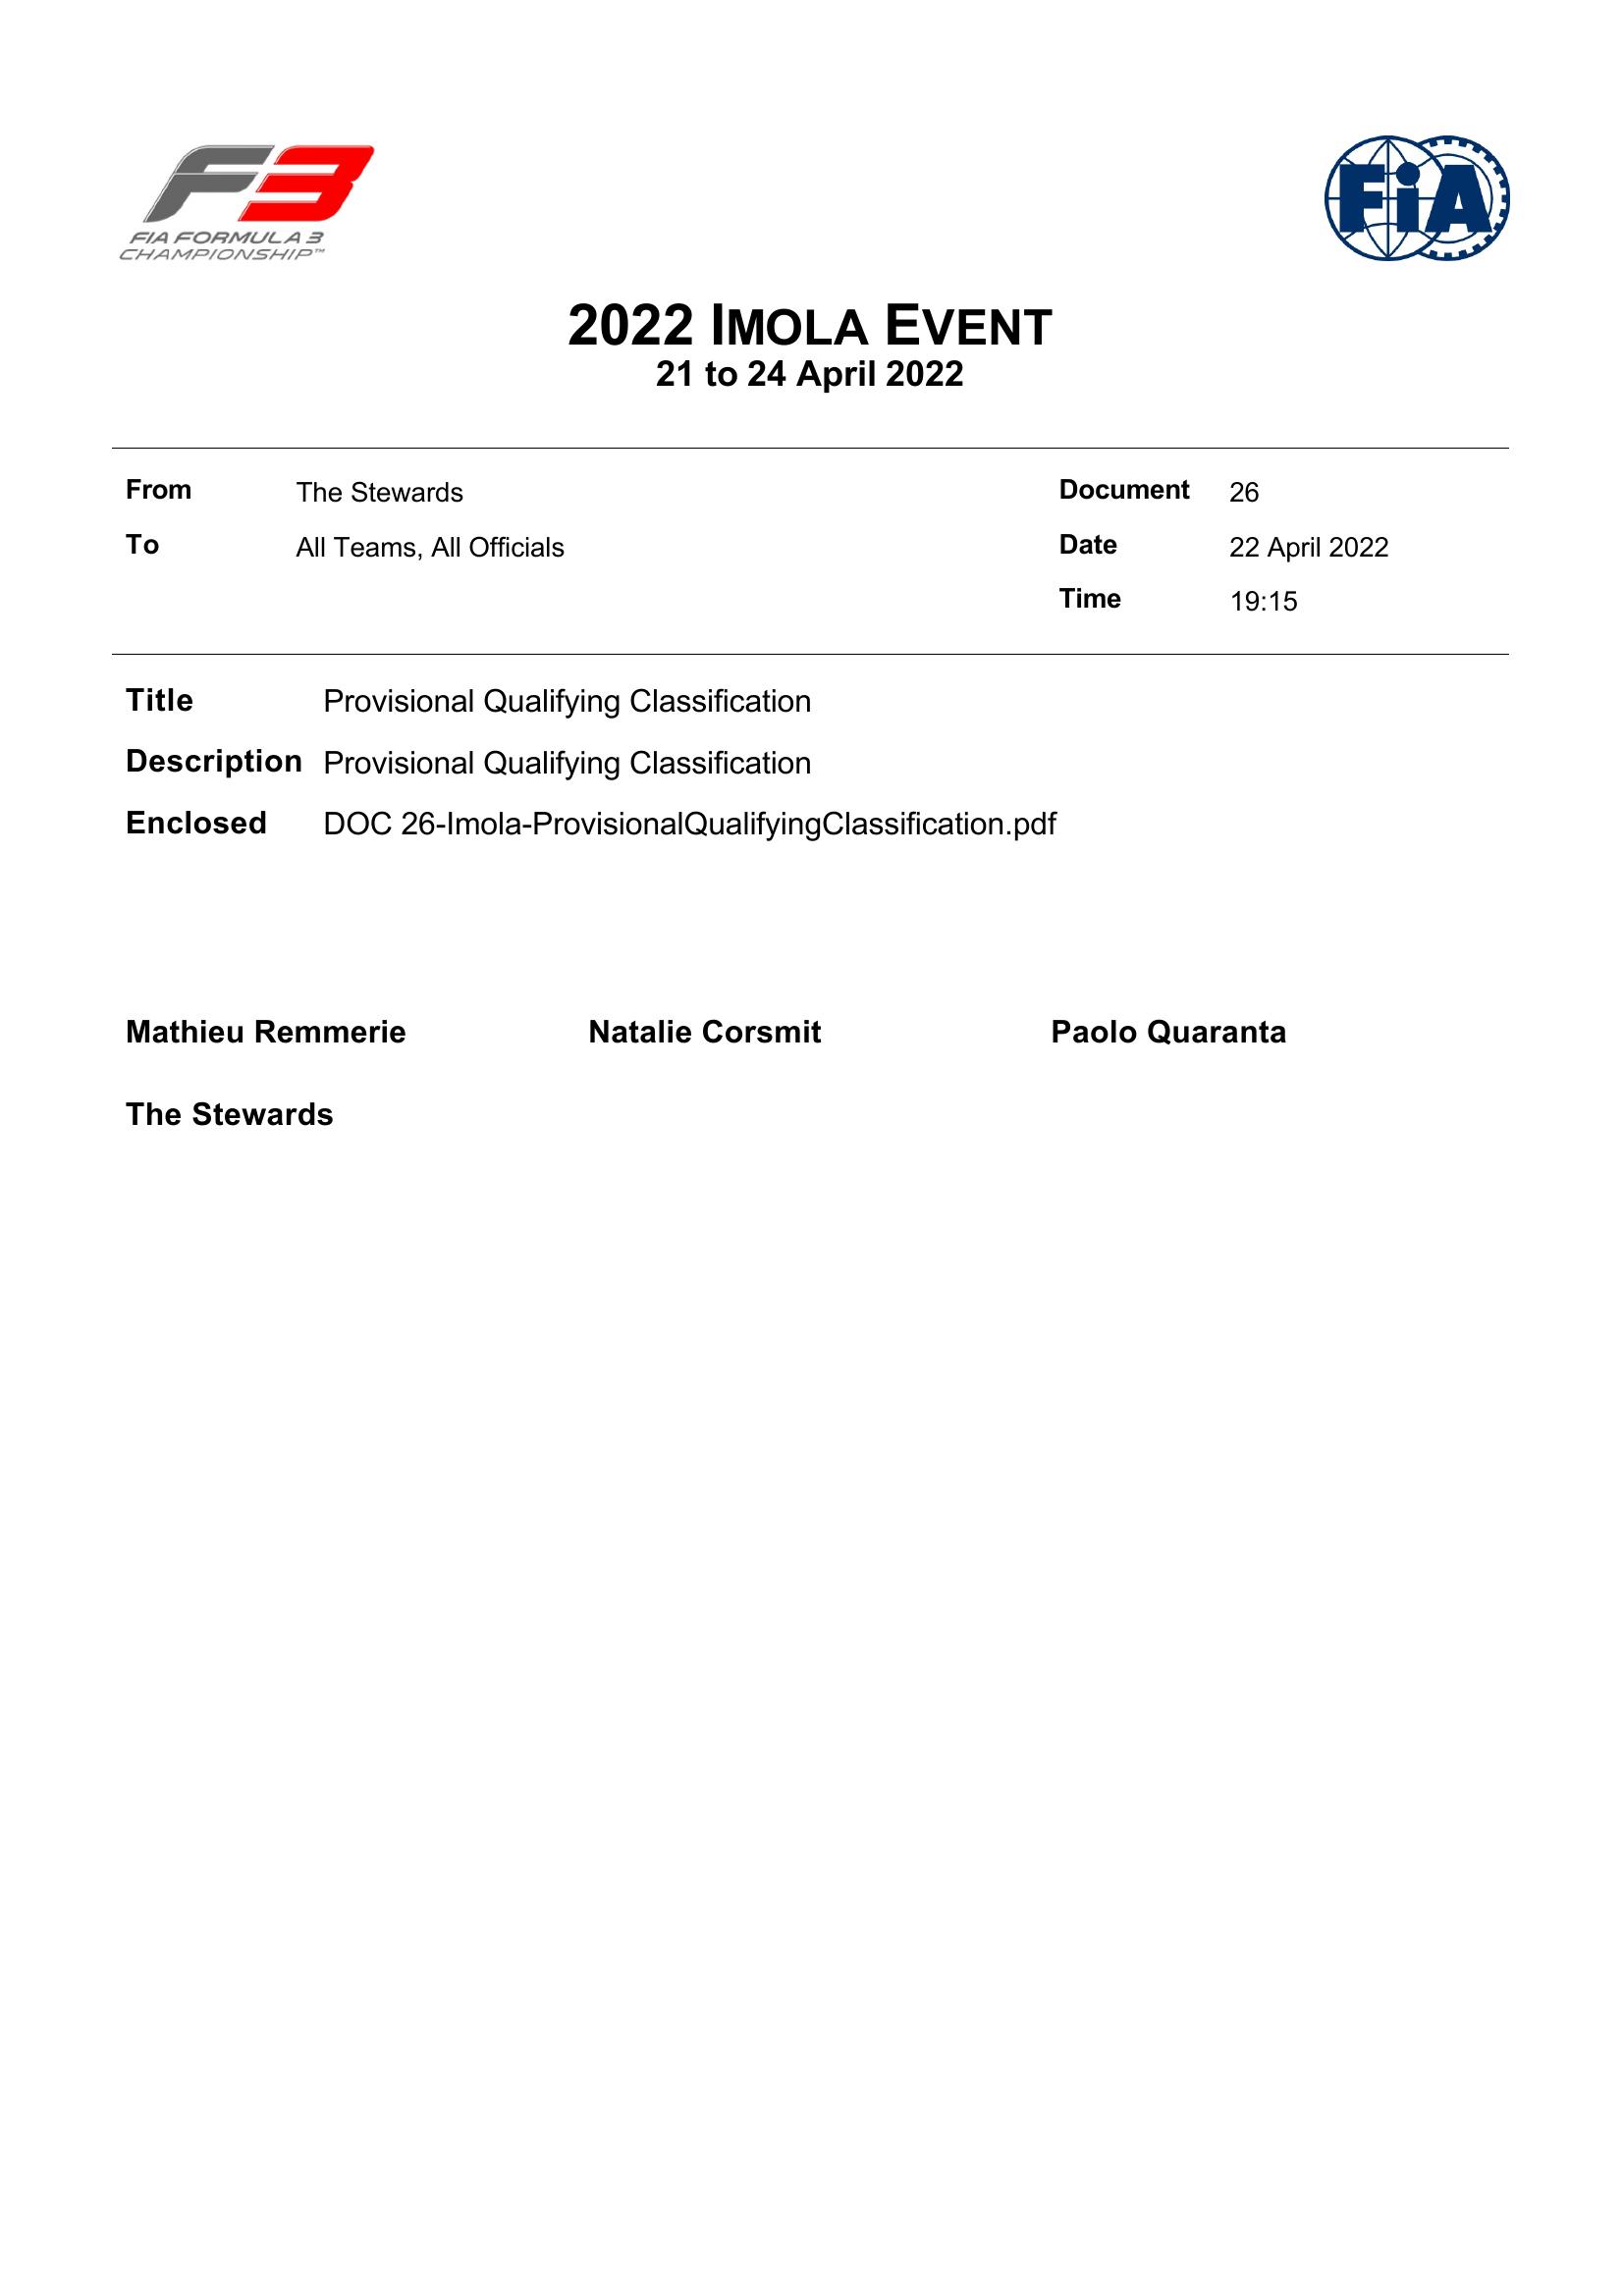 F3
FIA FORMULA 3
CHAMPIONSHIP™
FiA
2022 IMOLA EVENT
21 to 24 April 2022
From The Stewards Document 26
To All Teams, All Officials Date 22 April 2022
Time 19:15
Title Provisional Qualifying Classification
Description Provisional Qualifying Classification
Enclosed DOC 26-Imola-ProvisionalQualifyingClassification.pdf
Mathieu Remmerie Natalie Corsmit Paolo Quaranta
The Stewards